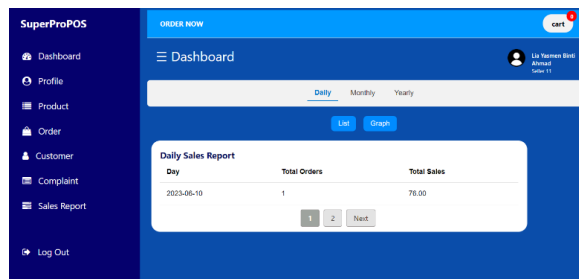 SuperProPOS
ORDER NOW
cart
Dashboard
Profile
Product
Order
Customer
Complaint
Sales Report
Log Out
Dashboard
Lia Yasmen Binti
Ahmad
Seller 11
Daily Monthly Yearly
List Graph
Daily Sales Report
Day Total Orders Total Sales
2023-06-10 1 76.00
1 2 Next